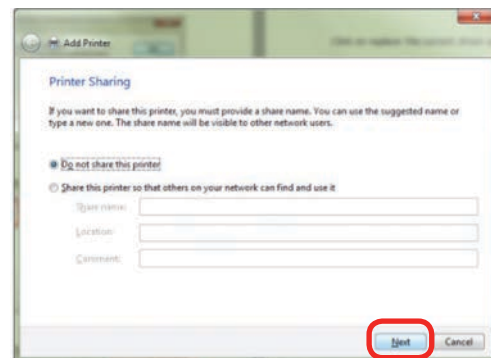 Add Printer
Printer Sharing
If you want to share this printer, you must provide a share name. You can use the suggested name or
type a new one. The share name will be visible to other network users.
Do not share this printer
Share this printer so that others on your network can find and use it
Share name:
Location:
Comment:
Next
Cancel